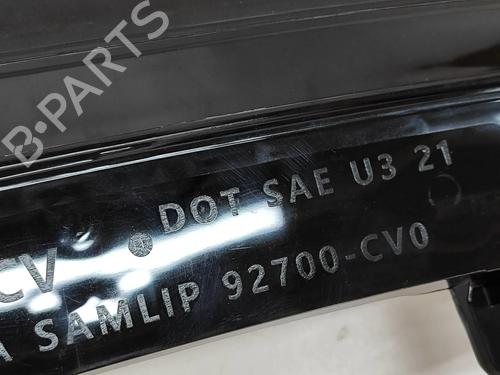 B-PARTS
CV DOT SAE U3 21
A SAMLIP 92700-CV0